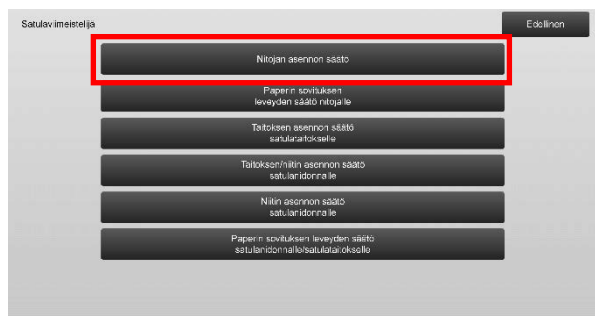 Satulaviimeistelijä
Edellinen
Nitojan asennon säätö
Paperin sovituksen
leveyden säätö nitojalle
Taitoksen asennon säätö
satulataitokselle
Taitoksen/niitin asennon säätö
satulanidonnalle
Niitin asennon säätö
satulanidonnalle
Paperin sovituksen leveyden säätö
satulanidonnalle/satulataitokselle